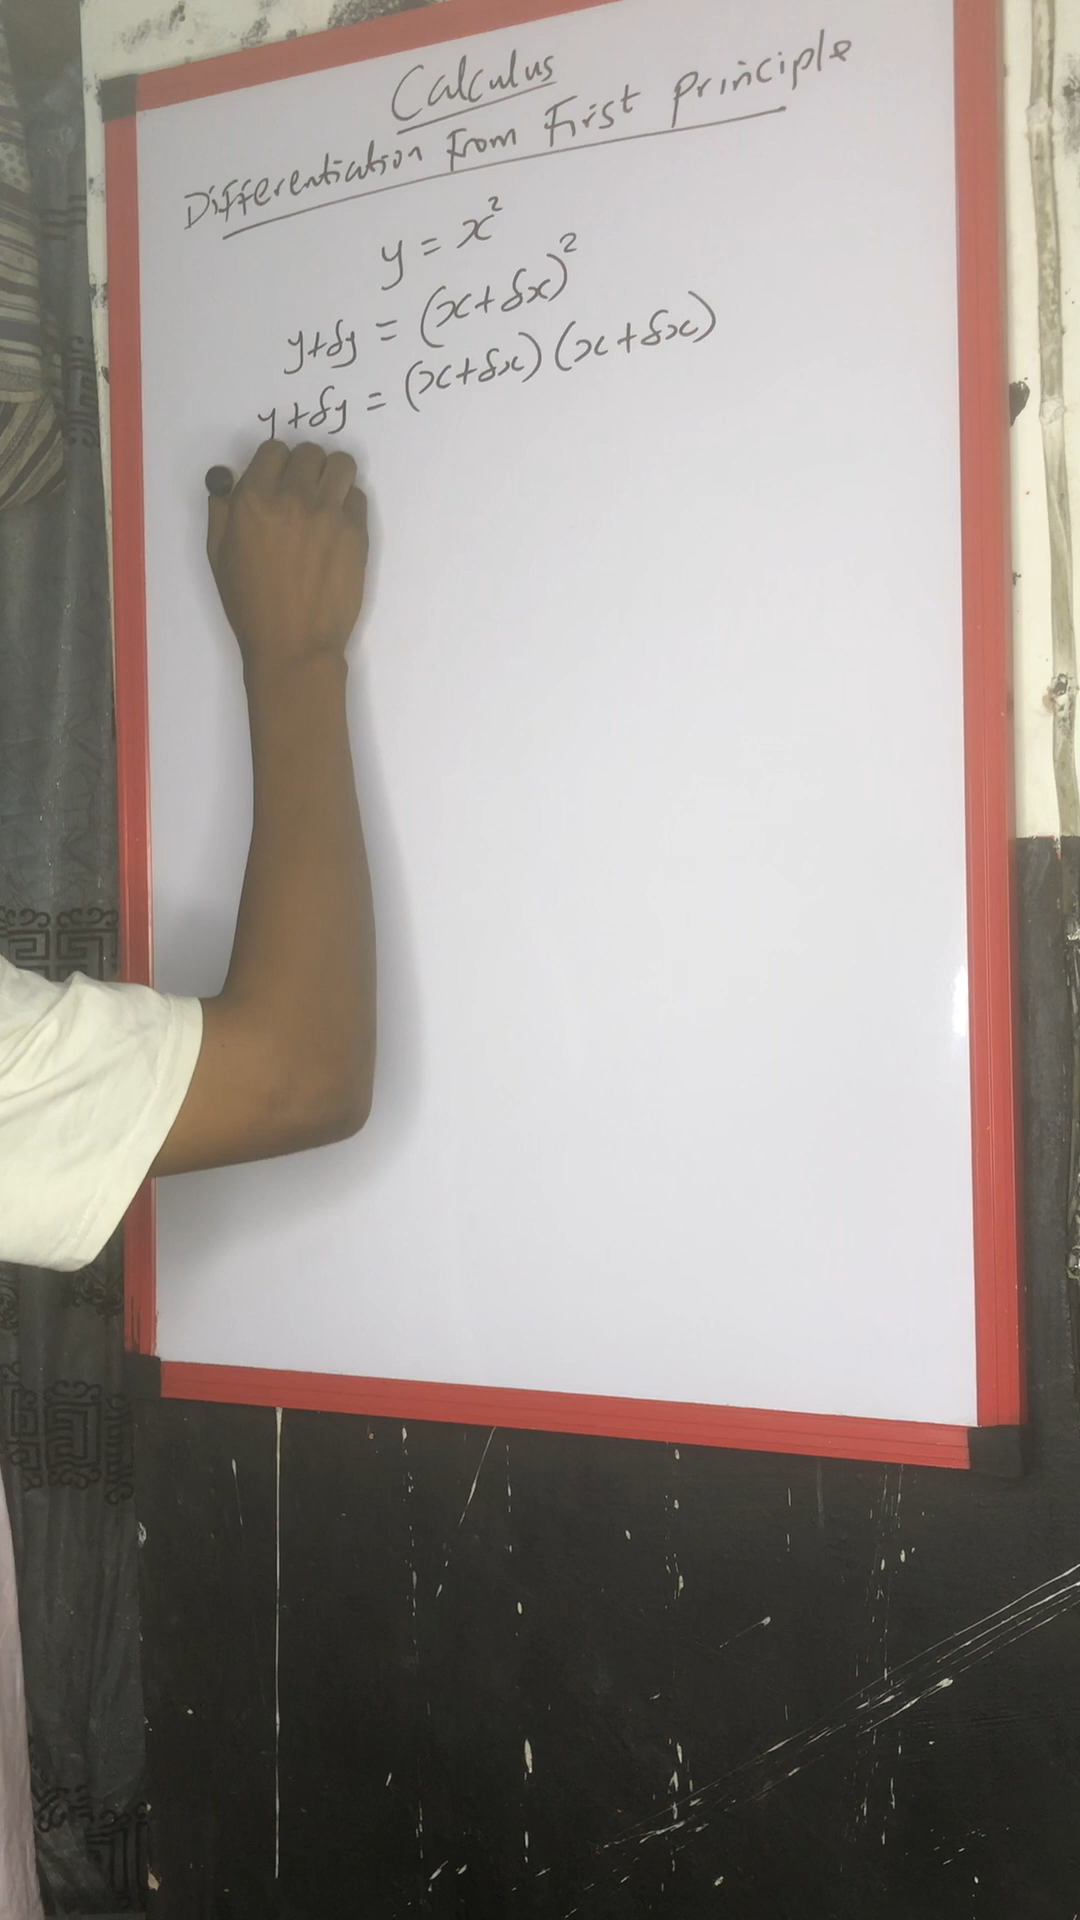 Calculus
Differentiation From First principle
y = x²
y+δy = (x+δx)²
y+δy = (x+δx)(x+δx)